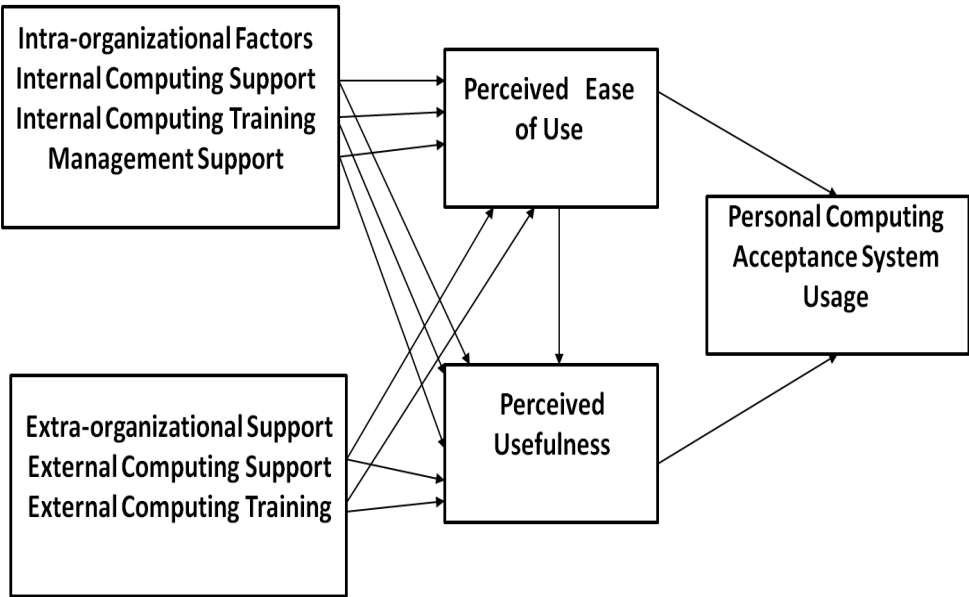 Intra-organizational Factors
Internal Computing Support
Internal Computing Training
Management Support
Perceived Ease
of Use
Personal Computing
Acceptance System
Usage
Extra-organizational Support
External Computing Support
External Computing Training
Perceived
Usefulness